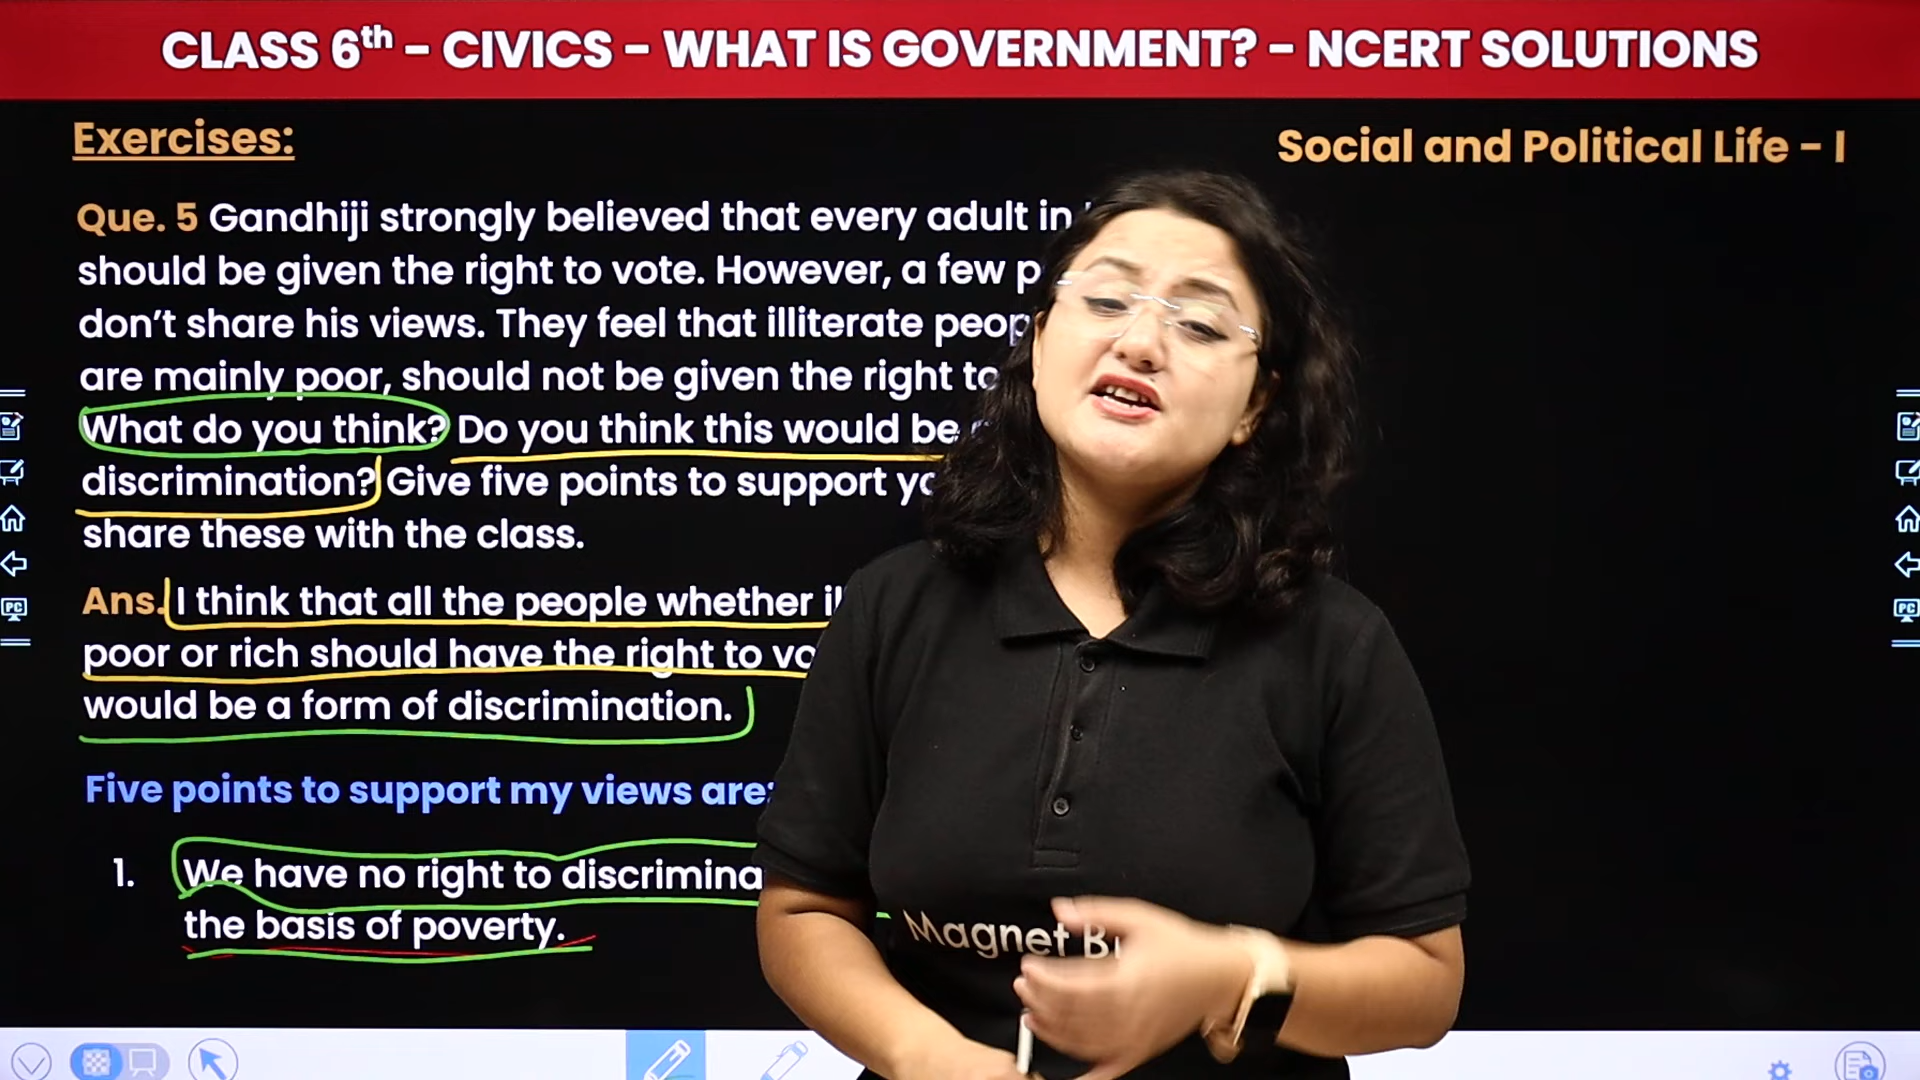 CLASS 6th – CIVICS – WHAT IS GOVERNMENT? – NCERT SOLUTIONS
Exercises:
Social and Political Life – I
Que. 5 Gandhiji strongly believed that every adult in
should be given the right to vote. However, a few
don't share his views. They feel that illiterate
are mainly poor, should not be given the right
What do you think? Do you think this would be
discrimination? Give five points to support
share these with the class.
Ans. I think that all the people whether
poor or rich should have the right to
would be a form of discrimination.
Five points to support my views are:
1. We have no right to
the basis of poverty.
Magnet
PC
PC